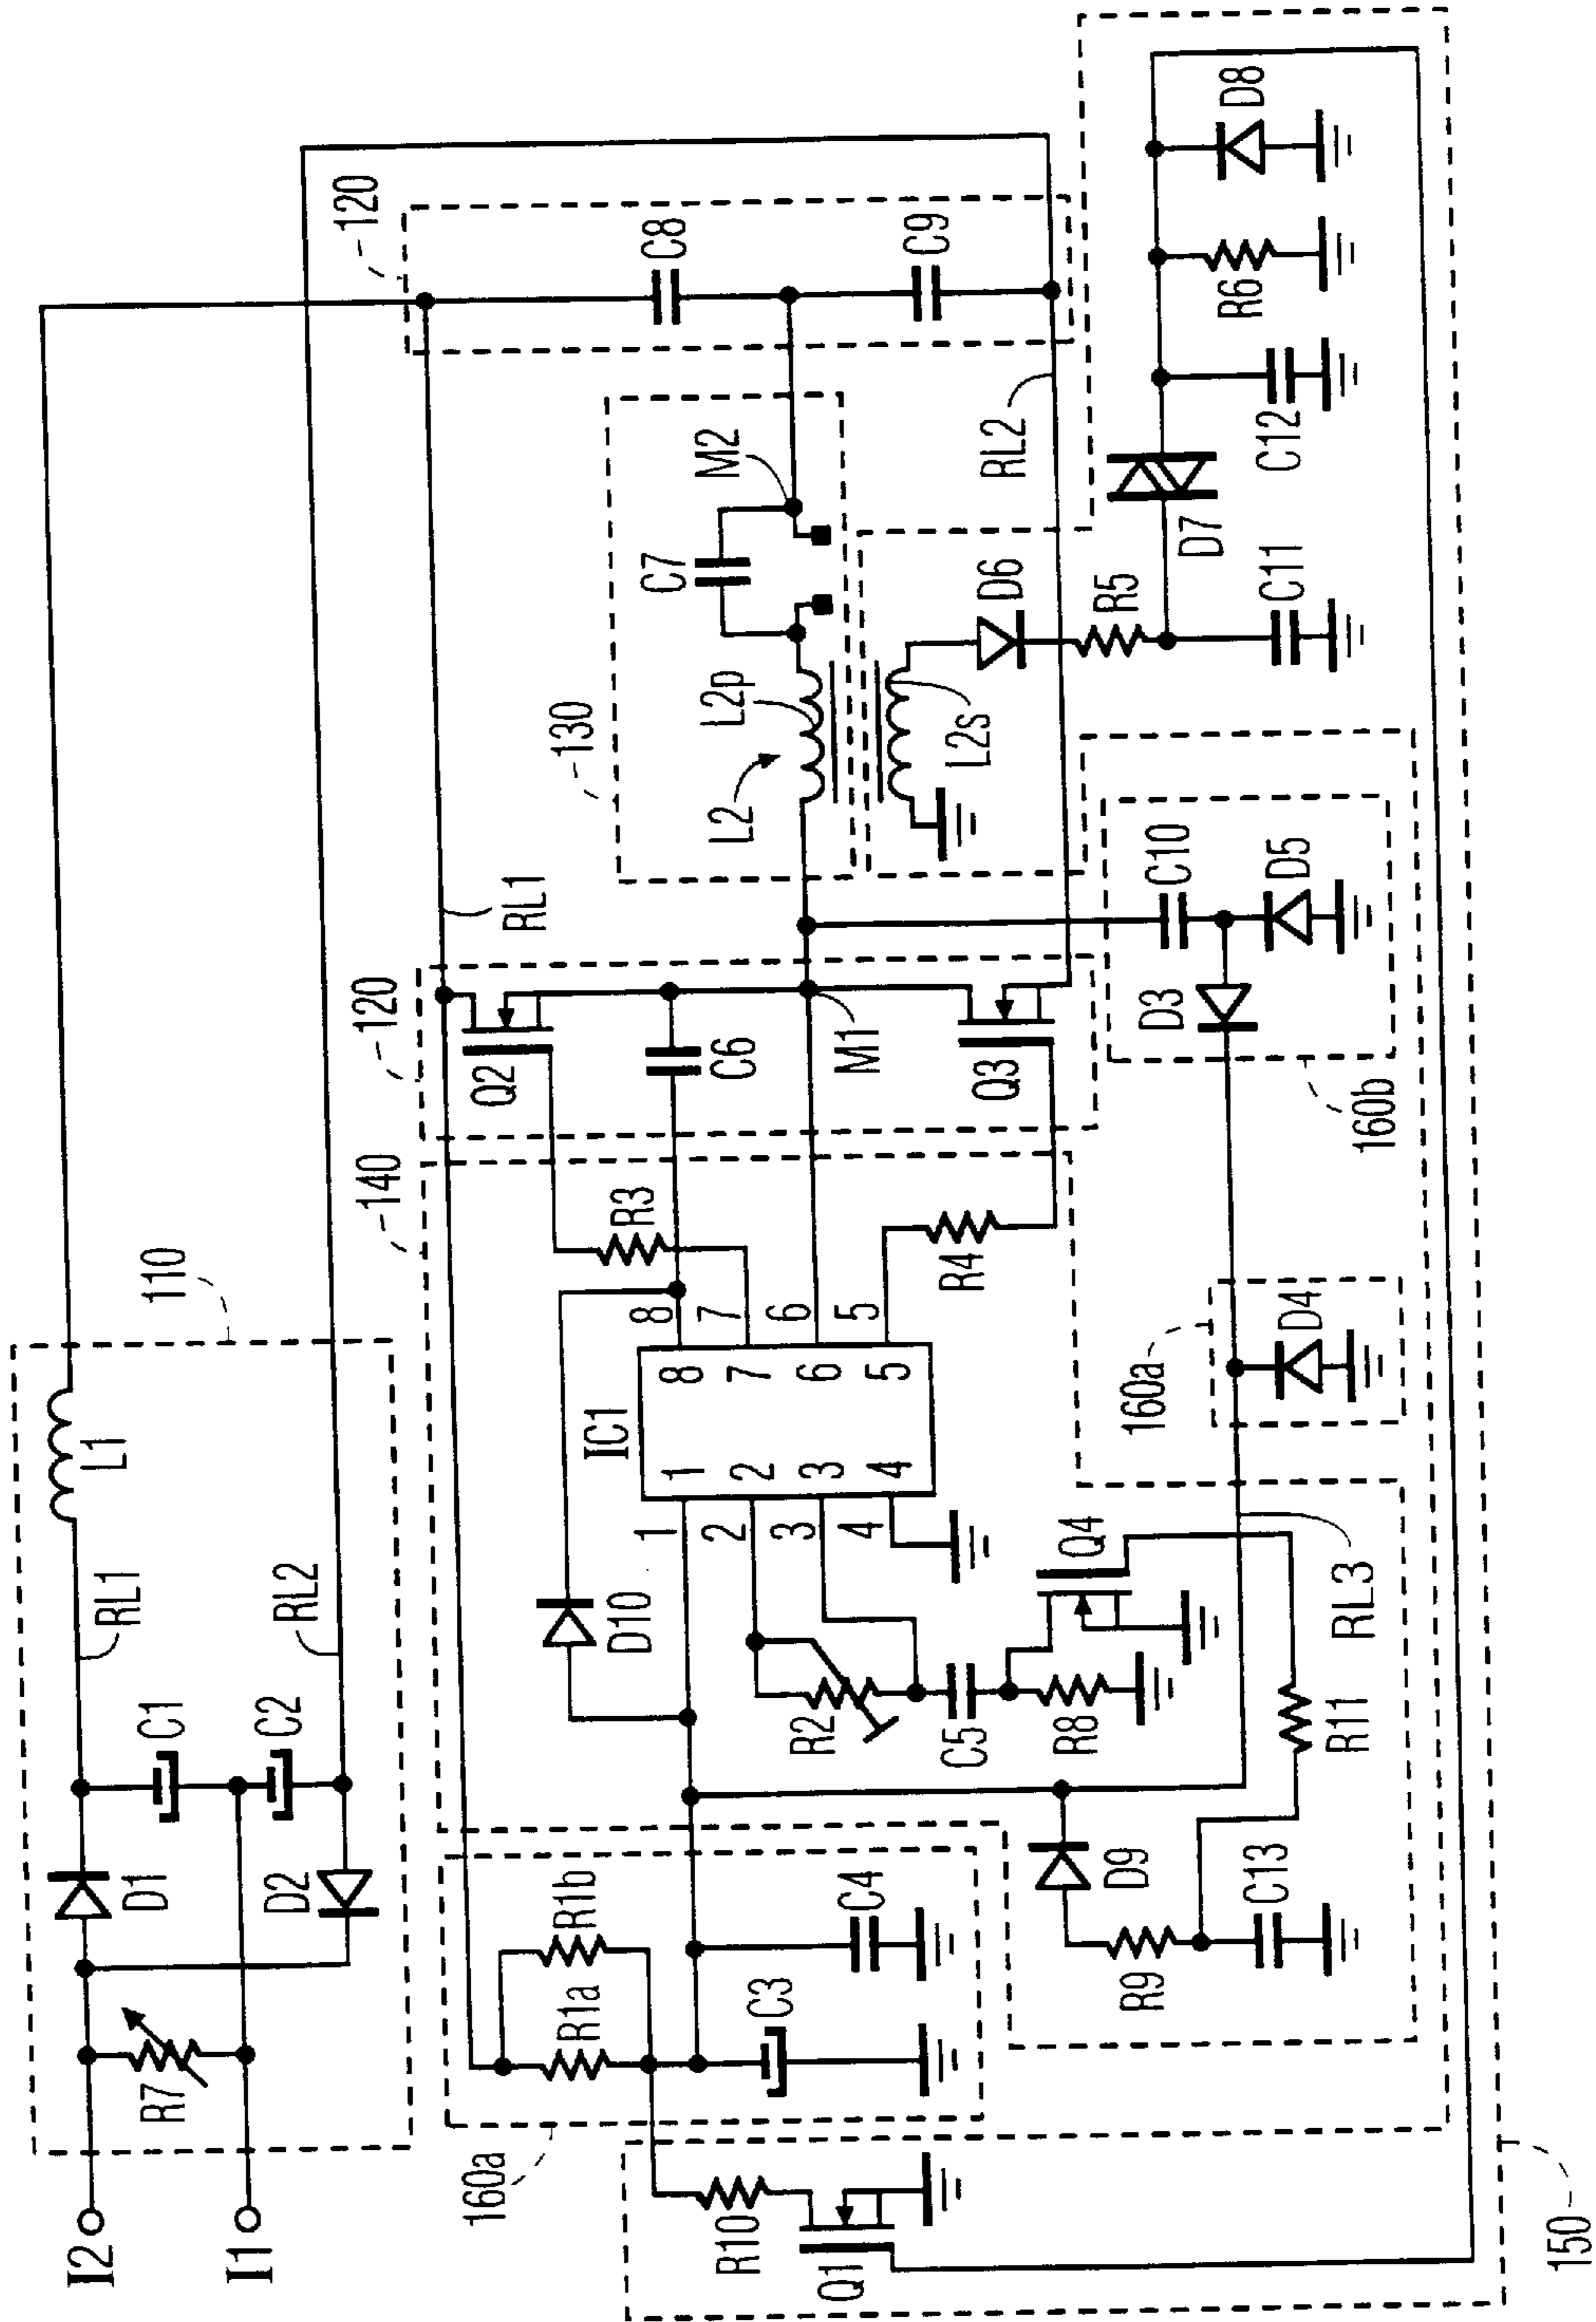 I2
I1
R7
D1
D2
C1
C2
RL1
RL2
L1
110
120
RL1
C8
C9
130
L2
L2p
L2s
C7
M2
RL2
120
Q2
C6
M1
Q3
140
R3
R4
D10
IC1
1
2
3
4
8
7
6
5
1
2
3
4
8
7
6
5
R2
C5
R8
Q4
R11
RL3
D9
R9
C13
160a
R1a
R1b
C3
C4
R10
Q1
150
160a
D4
160b
D3
C10
D5
D6
R5
C11
D7
C12
R6
D8